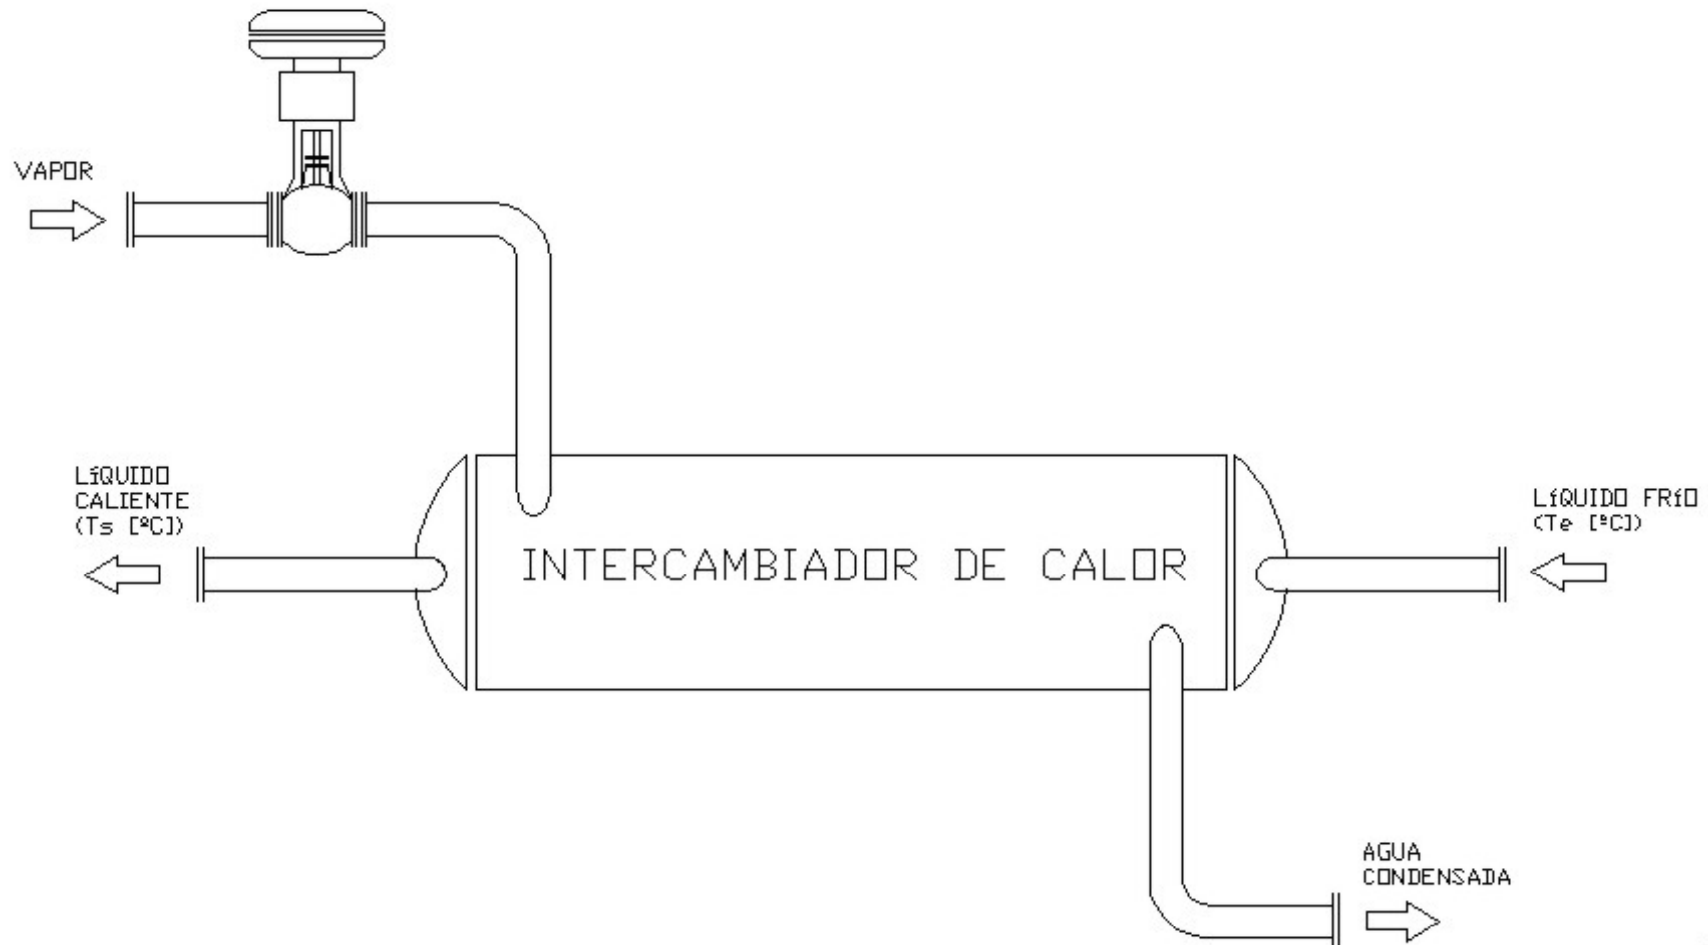 VAPOR
LíQUIDO
CALIENTE
(Ts [ºC])
INTERCAMBIADOR DE CALOR
LíQUIDO FRíO
(Te [ºC])
AGUA
CONDENSADA